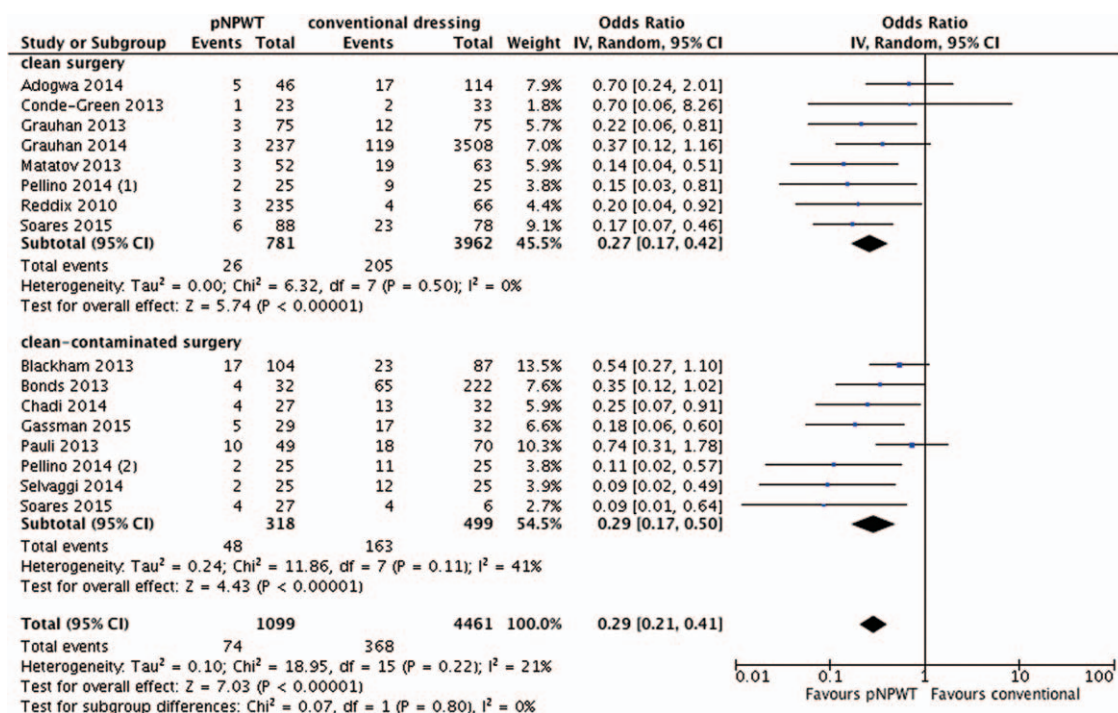 pNPWT conventional dressing Odds Ratio Odds Ratio
Study or Subgroup Events Total Events Total Weight IV, Random, 95% CI IV, Random, 95% CI
clean surgery
Adogwa 2014 5 46 17 114 7.9% 0.70 [0.24, 2.01]
Conde-Green 2013 1 23 2 33 1.8% 0.70 [0.06, 8.26]
Grauhan 2013 3 75 12 75 5.7% 0.22 [0.06, 0.81]
Grauhan 2014 3 237 119 3508 7.0% 0.37 [0.12, 1.16]
Matatov 2013 3 52 19 63 5.9% 0.14 [0.04, 0.51]
Pellino 2014 (1) 2 25 9 25 3.8% 0.15 [0.03, 0.81]
Reddix 2010 3 235 4 66 4.4% 0.20 [0.04, 0.92]
Soares 2015 6 88 23 78 9.1% 0.17 [0.07, 0.46]
Subtotal (95% CI) 781 3962 45.5% 0.27 [0.17, 0.42]
Total events 26 205
Heterogeneity: Tau² = 0.00; Chi² = 6.32, df = 7 (P = 0.50); I² = 0%
Test for overall effect: Z = 5.74 (P < 0.00001)
clean-contaminated surgery
Blackham 2013 17 104 23 87 13.5% 0.54 [0.27, 1.10]
Bonds 2013 4 32 65 222 7.6% 0.35 [0.12, 1.02]
Chadi 2014 4 27 13 32 5.9% 0.25 [0.07, 0.91]
Gassman 2015 5 29 17 32 6.6% 0.18 [0.06, 0.60]
Pauli 2013 10 49 18 70 10.3% 0.74 [0.31, 1.78]
Pellino 2014 (2) 2 25 11 25 3.8% 0.11 [0.02, 0.57]
Selvaggi 2014 2 25 12 25 3.9% 0.09 [0.02, 0.49]
Soares 2015 4 27 4 6 2.7% 0.09 [0.01, 0.64]
Subtotal (95% CI) 318 499 54.5% 0.29 [0.17, 0.50]
Total events 48 163
Heterogeneity: Tau² = 0.24; Chi² = 11.86, df = 7 (P = 0.11); I² = 41%
Test for overall effect: Z = 4.43 (P < 0.00001)
Total (95% CI) 1099 4461 100.0% 0.29 [0.21, 0.41]
Total events 74 368
Heterogeneity: Tau² = 0.10; Chi² = 18.95, df = 15 (P = 0.22); I² = 21%
Test for overall effect: Z = 7.03 (P < 0.00001)
Test for subgroup differences: Chi² = 0.07, df = 1 (P = 0.80), I² = 0%
0.01 0.1 1 10 100
Favours pNPWT Favours conventional